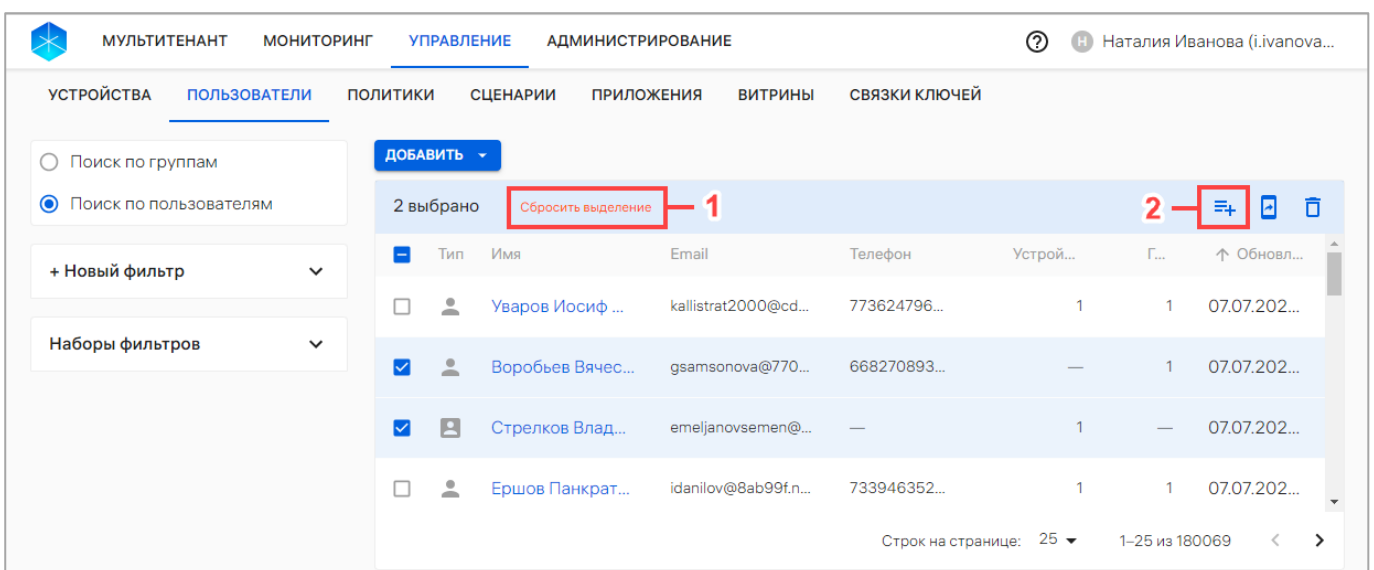 МУЛЬТИТЕНАНТ МОНИТОРИНГ УПРАВЛЕНИЕ АДМИНИСТРИРОВАНИЕ ? Н Наталия Иванова (i.ivanova...
УСТРОЙСТВА ПОЛЬЗОВАТЕЛИ ПОЛИТИКИ СЦЕНАРИИ ПРИЛОЖЕНИЯ ВИТРИНЫ СВЯЗКИ КЛЮЧЕЙ
Поиск по группам
Поиск по пользователям
+ Новый фильтр
Наборы фильтров
ДОБАВИТЬ
2 выбрано Сбросить выделение 1 2
Тип Имя Email Телефон Устрой... Г... Обновл...
Уваров Иосиф ... kallistrat2000@cd... 773624796... 1 1 07.07.202...
Воробьев Вячес... gsamsonova@770... 668270893... — 1 07.07.202...
Стрелков Влад... emeljanovsemen@... — 1 — 07.07.202...
Ершов Панкрат... idanilov@8ab99f.n... 733946352... 1 1 07.07.202...
Строк на странице: 25 1–25 из 180069